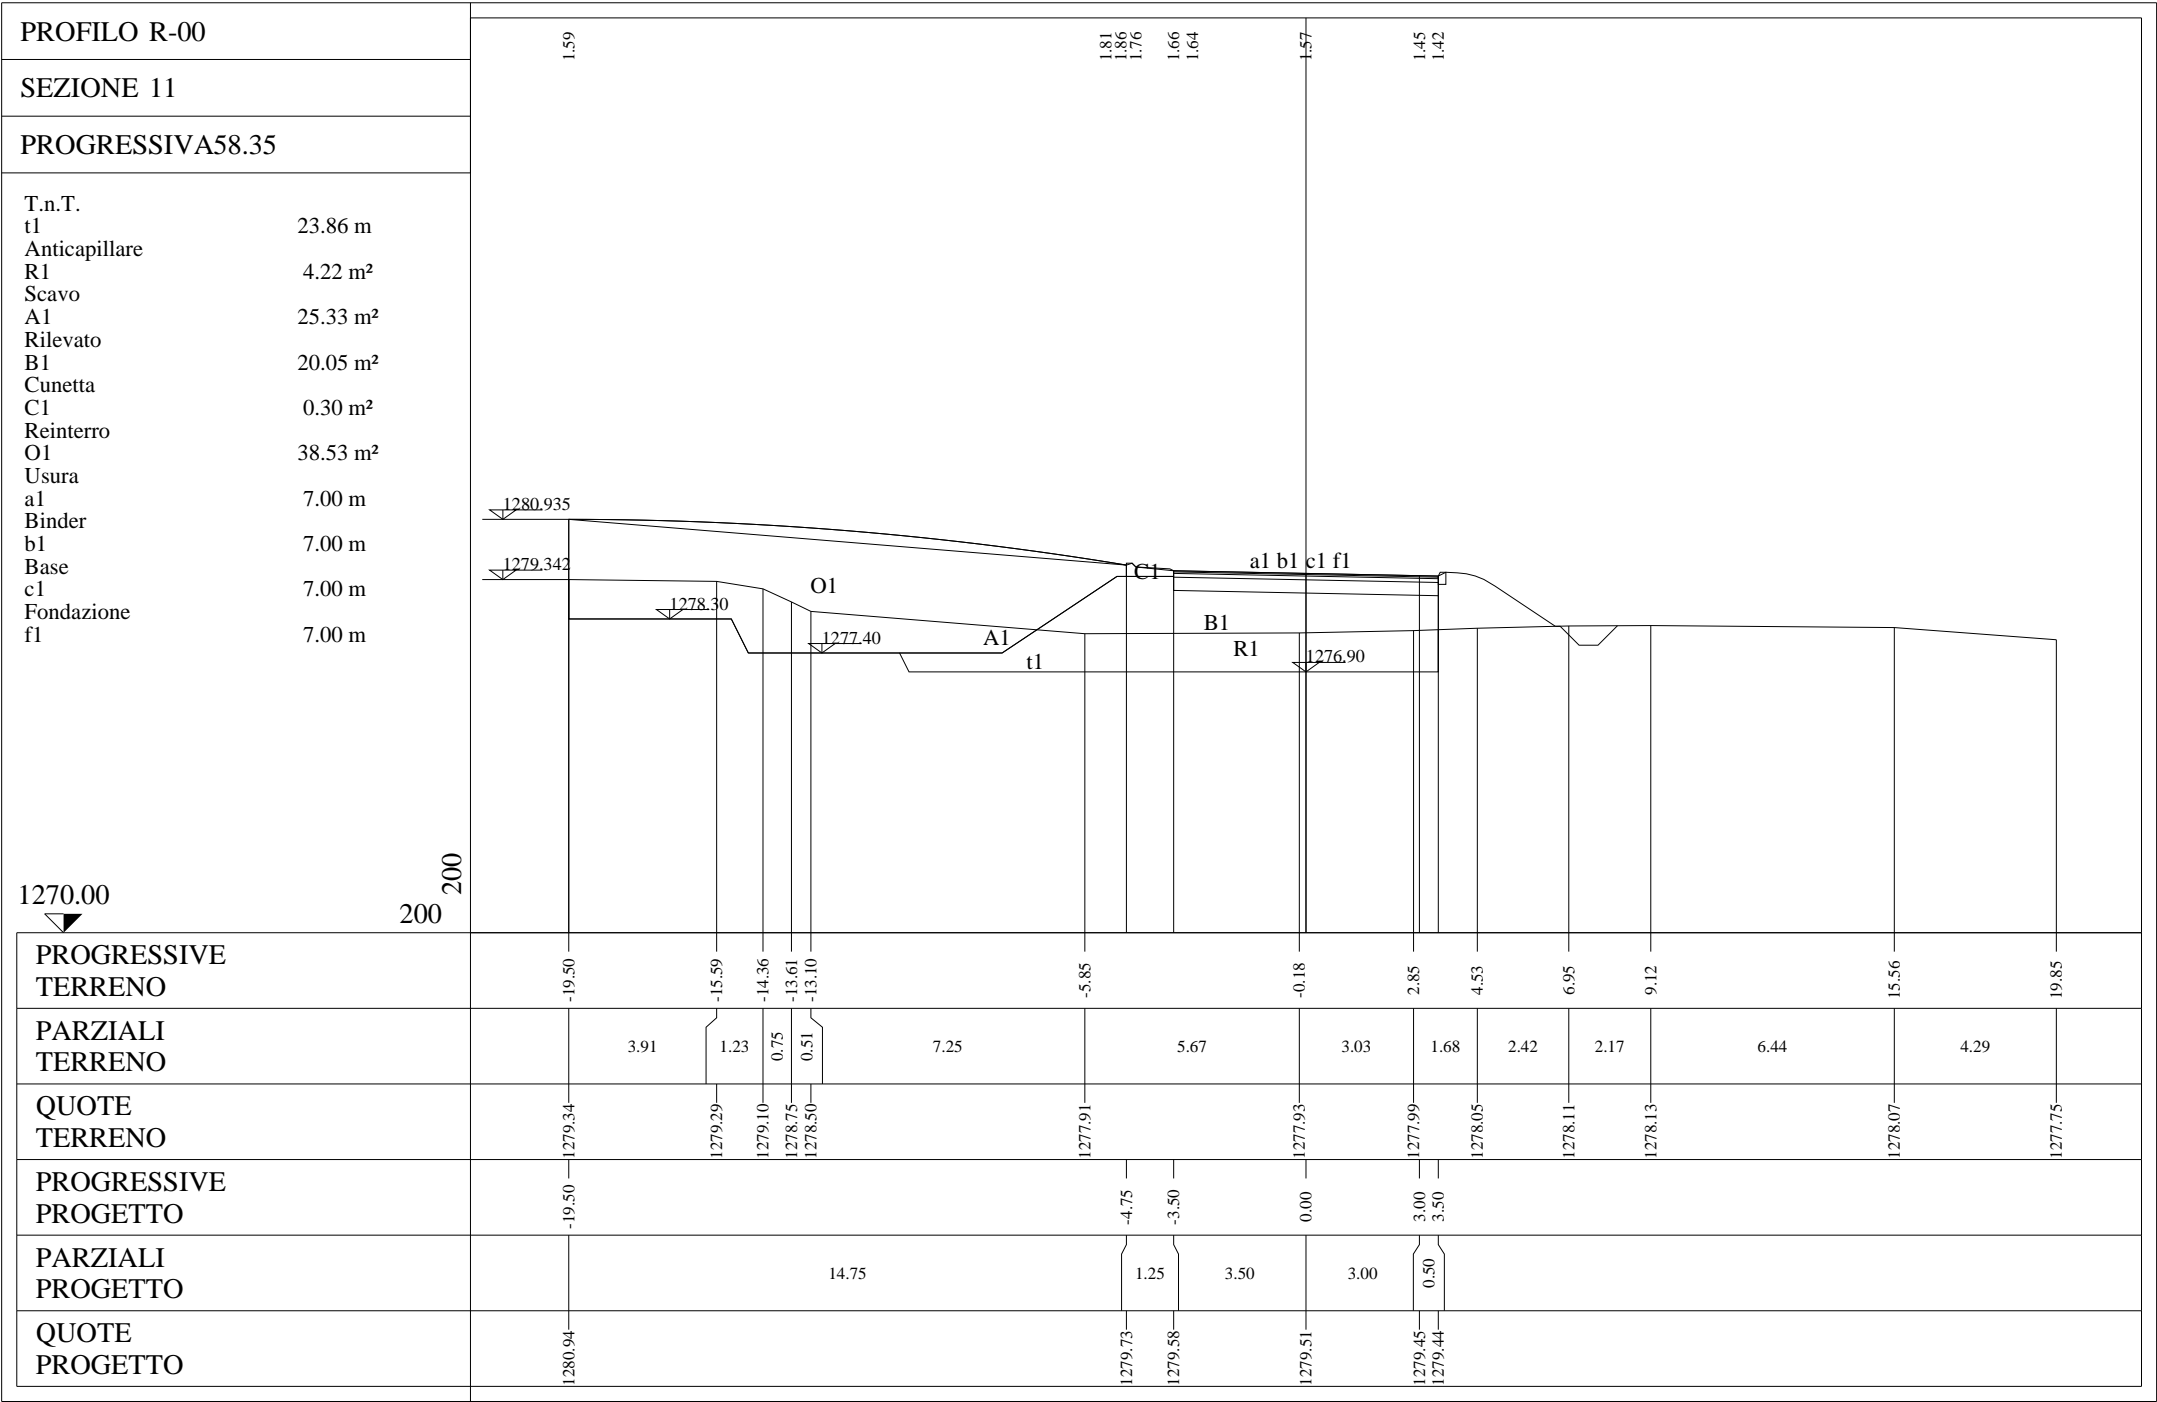 PROFILO R-00
SEZIONE 11
PROGRESSIVA58.35
T.n.T.
t1 23.86 m
Anticapillare
R1 4.22 m²
Scavo
A1 25.33 m²
Rilevato
B1 20.05 m²
Cunetta
C1 0.30 m²
Reinterro
O1 38.53 m²
Usura
a1 7.00 m
Binder
b1 7.00 m
Base
c1 7.00 m
Fondazione
f1 7.00 m
1.59 1.81 1.86 1.76 1.66 1.64 1.57 1.45 1.42
1280.935
1279.342
1278.30
1277.40
1276.90
O1
A1
t1
C1
B1
R1
a1 b1 c1 f1
200
200
1270.00
PROGRESSIVE
TERRENO
-19.50 -15.59 -14.36 -13.61 -13.10 -5.85 -0.18 2.85 4.53 6.95 9.12 15.56 19.85
PARZIALI
TERRENO
3.91 1.23 0.75 0.51 7.25 5.67 3.03 1.68 2.42 2.17 6.44 4.29
QUOTE
TERRENO
1279.34 1279.29 1279.10 1278.75 1278.50 1277.91 1277.93 1277.99 1278.05 1278.11 1278.13 1278.07 1277.75
PROGRESSIVE
PROGETTO
-19.50 -4.75 -3.50 0.00 3.00 3.50
PARZIALI
PROGETTO
14.75 1.25 3.50 3.00 0.50
QUOTE
PROGETTO
1280.94 1279.73 1279.58 1279.51 1279.45 1279.44